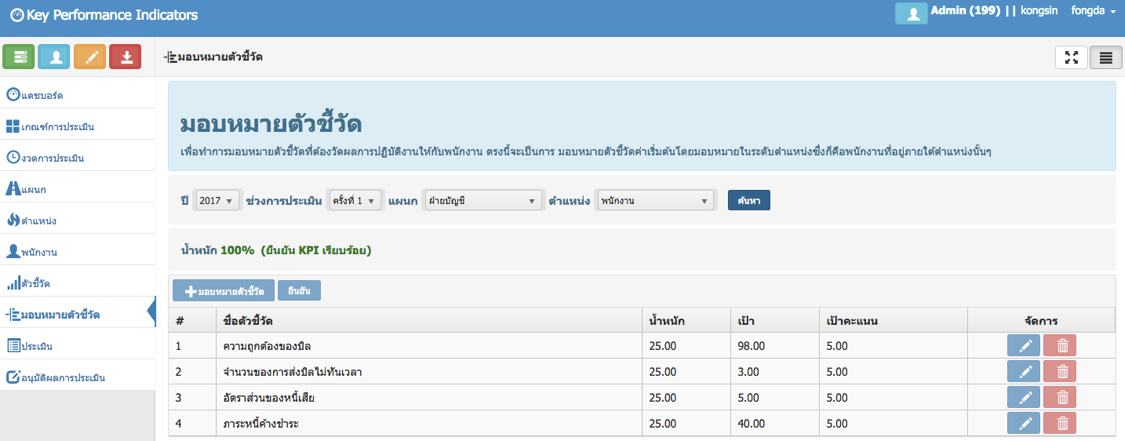 Key Performance Indicators
Admin (199) || kongsin fongda
มอบหมายตัวชี้วัด
แดชบอร์ด
เกณฑ์การประเมิน
งวดการประเมิน
แผนก
ตำแหน่ง
พนักงาน
ตัวชี้วัด
มอบหมายตัวชี้วัด
ประเมิน
อนุมัติผลการประเมิน
มอบหมายตัวชี้วัด
เพื่อทำการมอบหมายตัวชี้วัดที่ต้องวัดผลการปฏิบัติงานให้กับพนักงาน ตรงนี้จะเป็นการ มอบหมายตัวชี้วัดค่าเริ่มต้นโดยมอบหมายในระดับตำแหน่งซึ่งก็คือพนักงานที่อยู่ภายใต้ตำแหน่งนั้นๆ
ปี 2017 ช่วงการประเมิน ครั้งที่ 1 แผนก ฝ่ายบัญชี ตำแหน่ง พนักงาน ค้นหา
น้ำหนัก 100% (ยืนยัน KPI เรียบร้อย)
มอบหมายตัวชี้วัด ยืนยัน
# ชื่อตัวชี้วัด น้ำหนัก เป้า เป้าคะแนน จัดการ
1 ความถูกต้องของบิล 25.00 98.00 5.00
2 จำนวนของการส่งบิลไม่ทันเวลา 25.00 3.00 5.00
3 อัตราส่วนของหนี้เสีย 25.00 5.00 5.00
4 ภาระหนี้ค้างชำระ 25.00 40.00 5.00